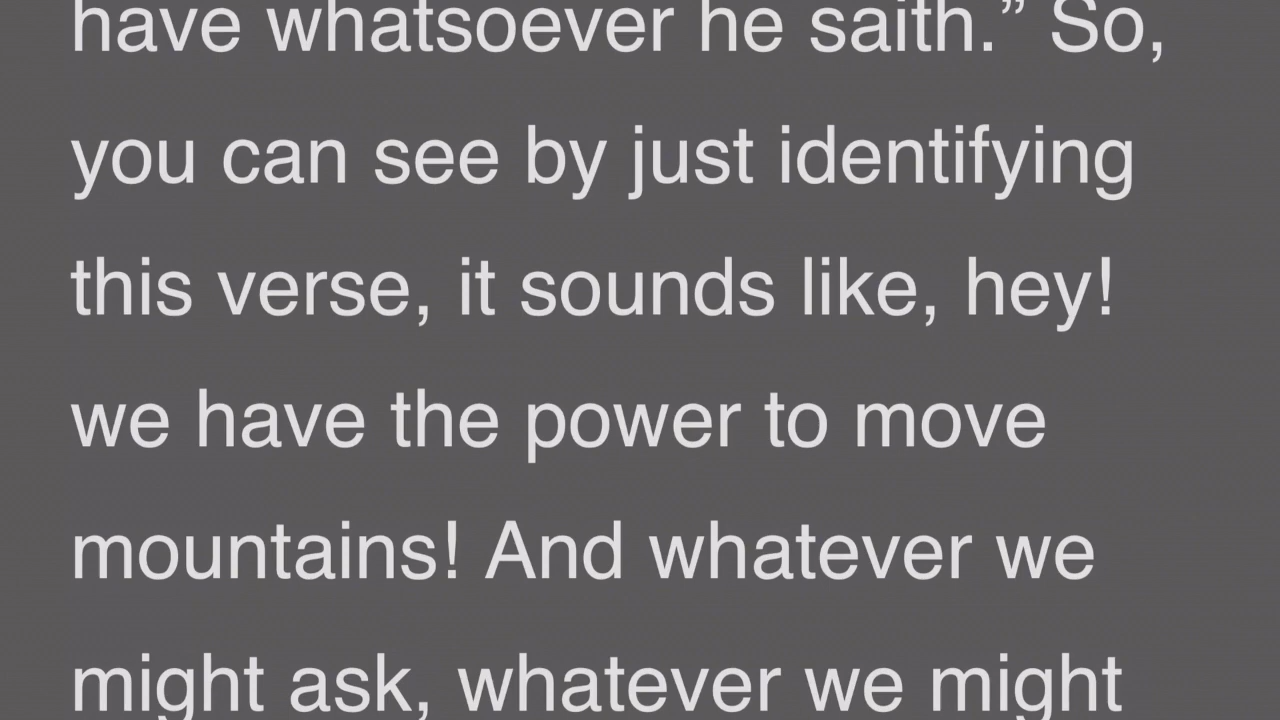 have whatsoever he saith.” So,
you can see by just identifying
this verse, it sounds like, hey!
we have the power to move
mountains! And whatever we
might ask, whatever we might